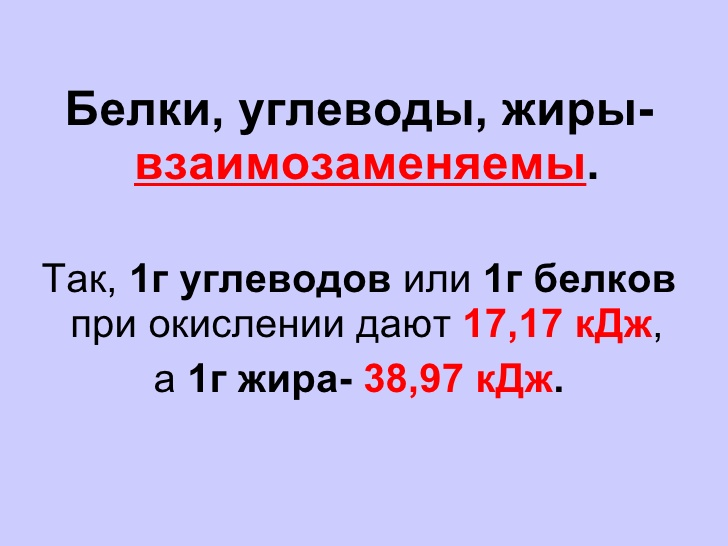 Белки, углеводы, жиры-
взаимозаменяемы.
Так, 1г углеводов или 1г белков
при окислении дают 17,17 кДж,
а 1г жира- 38,97 кДж.